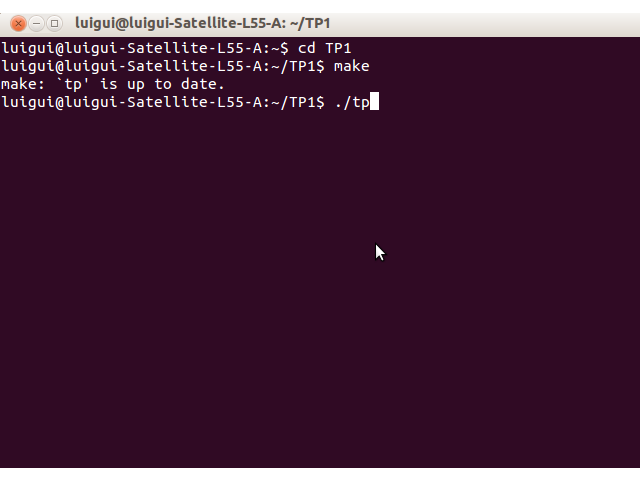 luigui@luigui-Satellite-L55-A: ~/TP1
luigui@luigui-Satellite-L55-A:~$ cd TP1
luigui@luigui-Satellite-L55-A:~/TP1$ make
make: `tp' is up to date.
luigui@luigui-Satellite-L55-A:~/TP1$ ./tp